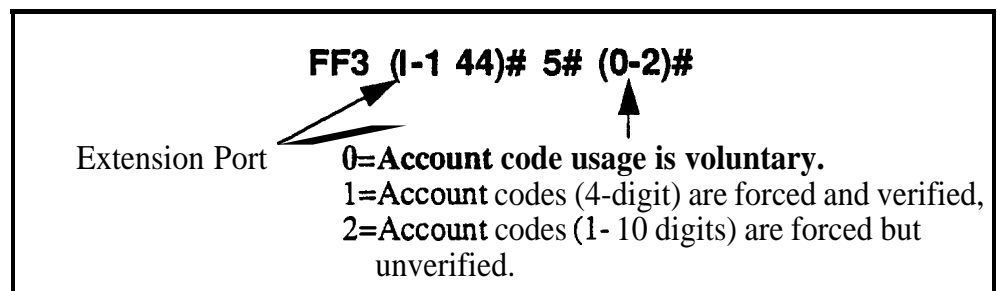 FF3 (I-1 44)# 5# (0-2)#
Extension Port
0=Account code usage is voluntary.
1=Account codes (4-digit) are forced and verified,
2=Account codes (1- 10 digits) are forced but
unverified.